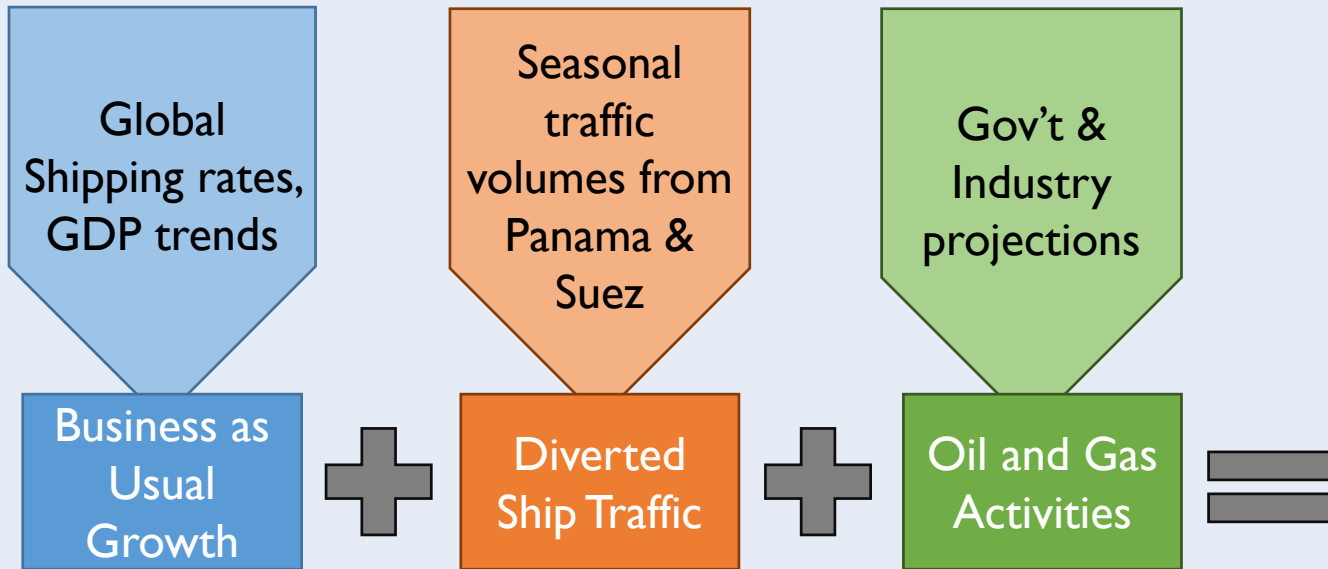 Global
Shipping rates,
GDP trends
Seasonal
traffic
volumes from
Panama &
Suez
Gov’t &
Industry
projections
Business as
Usual
Growth
Diverted
Ship Traffic
Oil and Gas
Activities